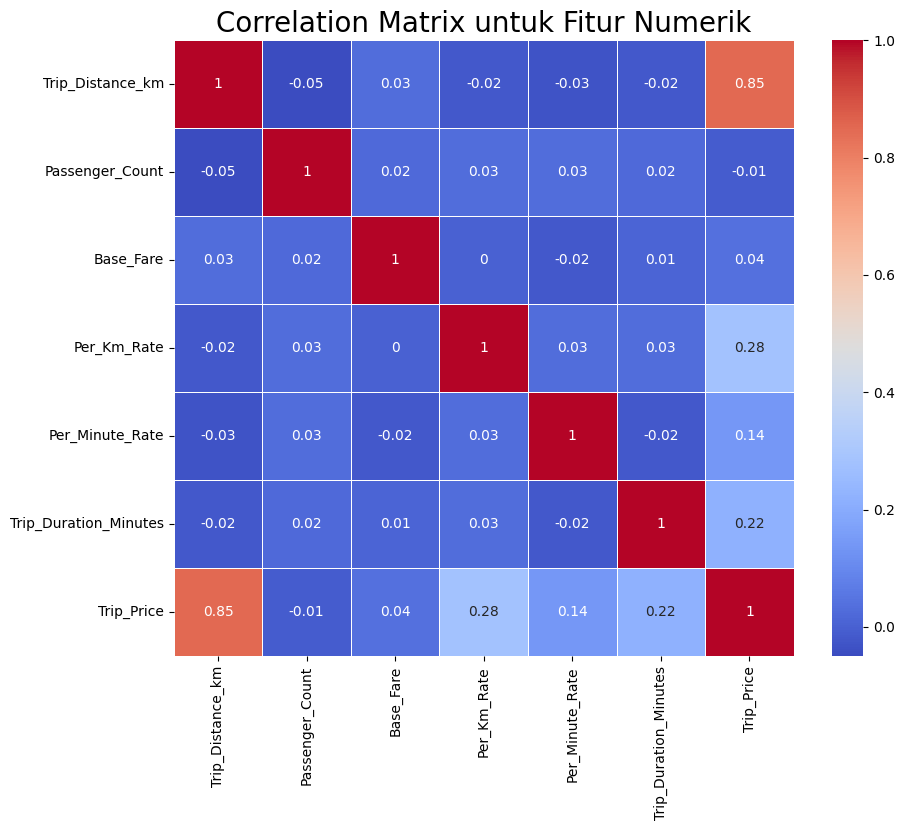 Correlation Matrix untuk Fitur Numerik
Trip_Distance_km 1 -0.05 0.03 -0.02 -0.03 -0.02 0.85
Passenger_Count -0.05 1 0.02 0.03 0.03 0.02 -0.01
Base_Fare 0.03 0.02 1 0 -0.02 0.01 0.04
Per_Km_Rate -0.02 0.03 0 1 0.03 0.03 0.28
Per_Minute_Rate -0.03 0.03 -0.02 0.03 1 -0.02 0.14
Trip_Duration_Minutes -0.02 0.02 0.01 0.03 -0.02 1 0.22
Trip_Price 0.85 -0.01 0.04 0.28 0.14 0.22 1
Trip_Distance_km
Passenger_Count
Base_Fare
Per_Km_Rate
Per_Minute_Rate
Trip_Duration_Minutes
Trip_Price
1.0
0.8
0.6
0.4
0.2
0.0